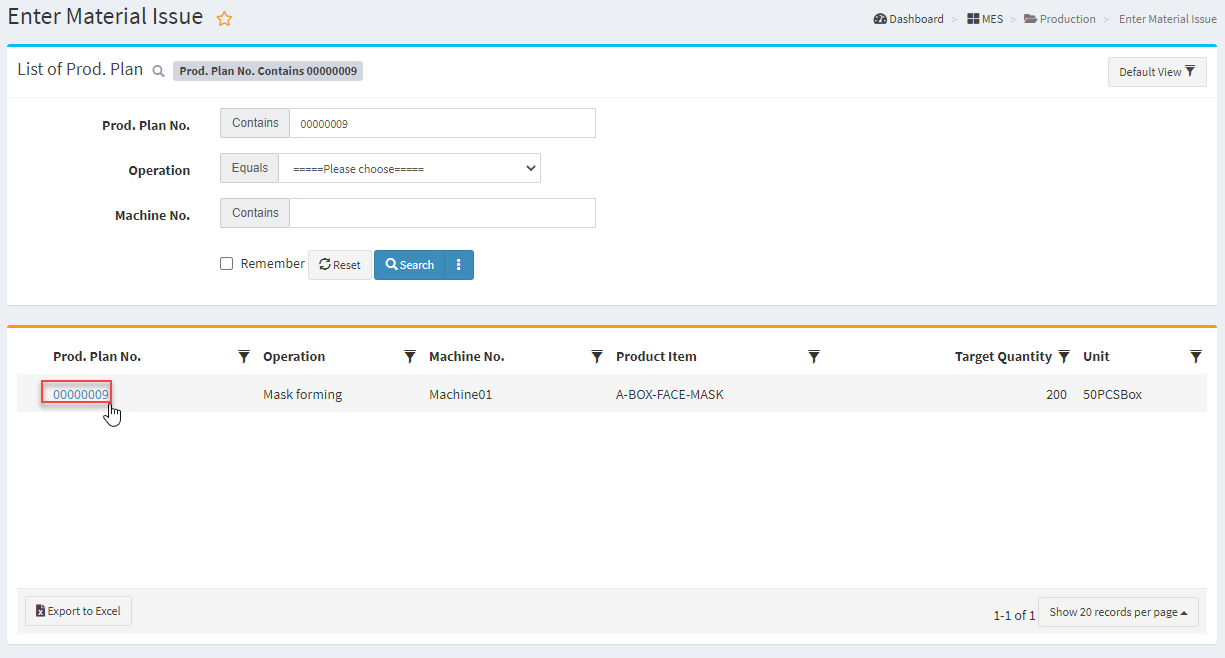 Enter Material Issue
Dashboard > MES > Production > Enter Material Issue
List of Prod. Plan Prod. Plan No. Contains 00000009
Default View
Prod. Plan No. Contains 00000009
Operation Equals =====Please choose=====
Machine No. Contains
Remember Reset Search
Prod. Plan No. Operation Machine No. Product Item Target Quantity Unit
00000009 Mask forming Machine01 A-BOX-FACE-MASK 200 50PCSBox
Export to Excel
1-1 of 1 Show 20 records per page